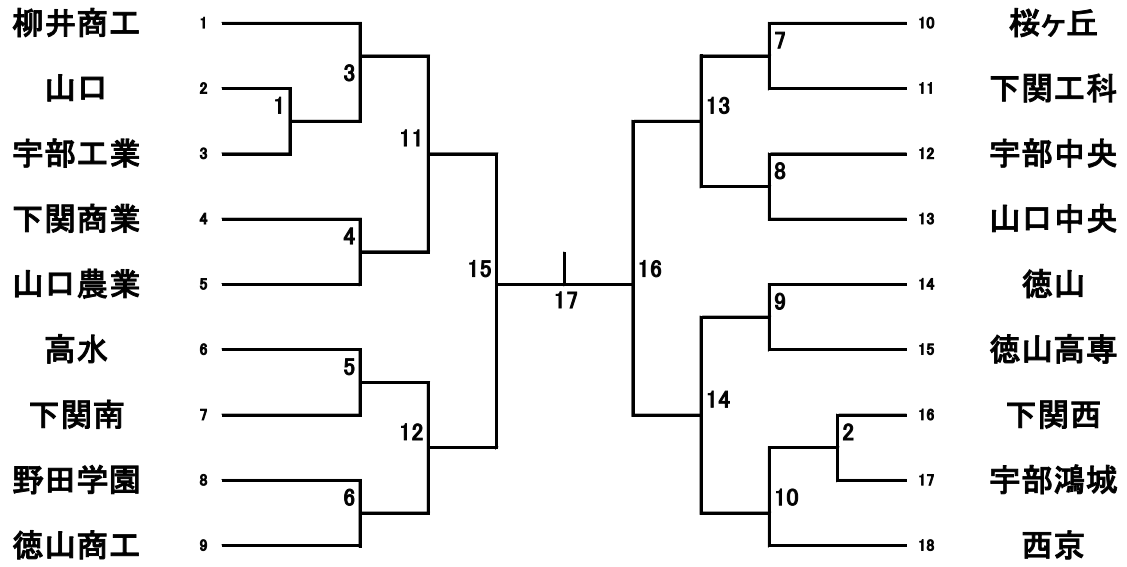 柳井商工 1 10 桜ヶ丘
7
3
山口 2 11 下関工科
1 13
11
宇部工業 3 12 宇部中央
8
下関商業 4 13 山口中央
4
15 16
山口農業 5 14 徳山
17 9
高水 6 15 徳山高専
5
14
下関南 7 16 下関西
12 2
野田学園 8 17 宇部鴻城
6 10
徳山商工 9 18 西京